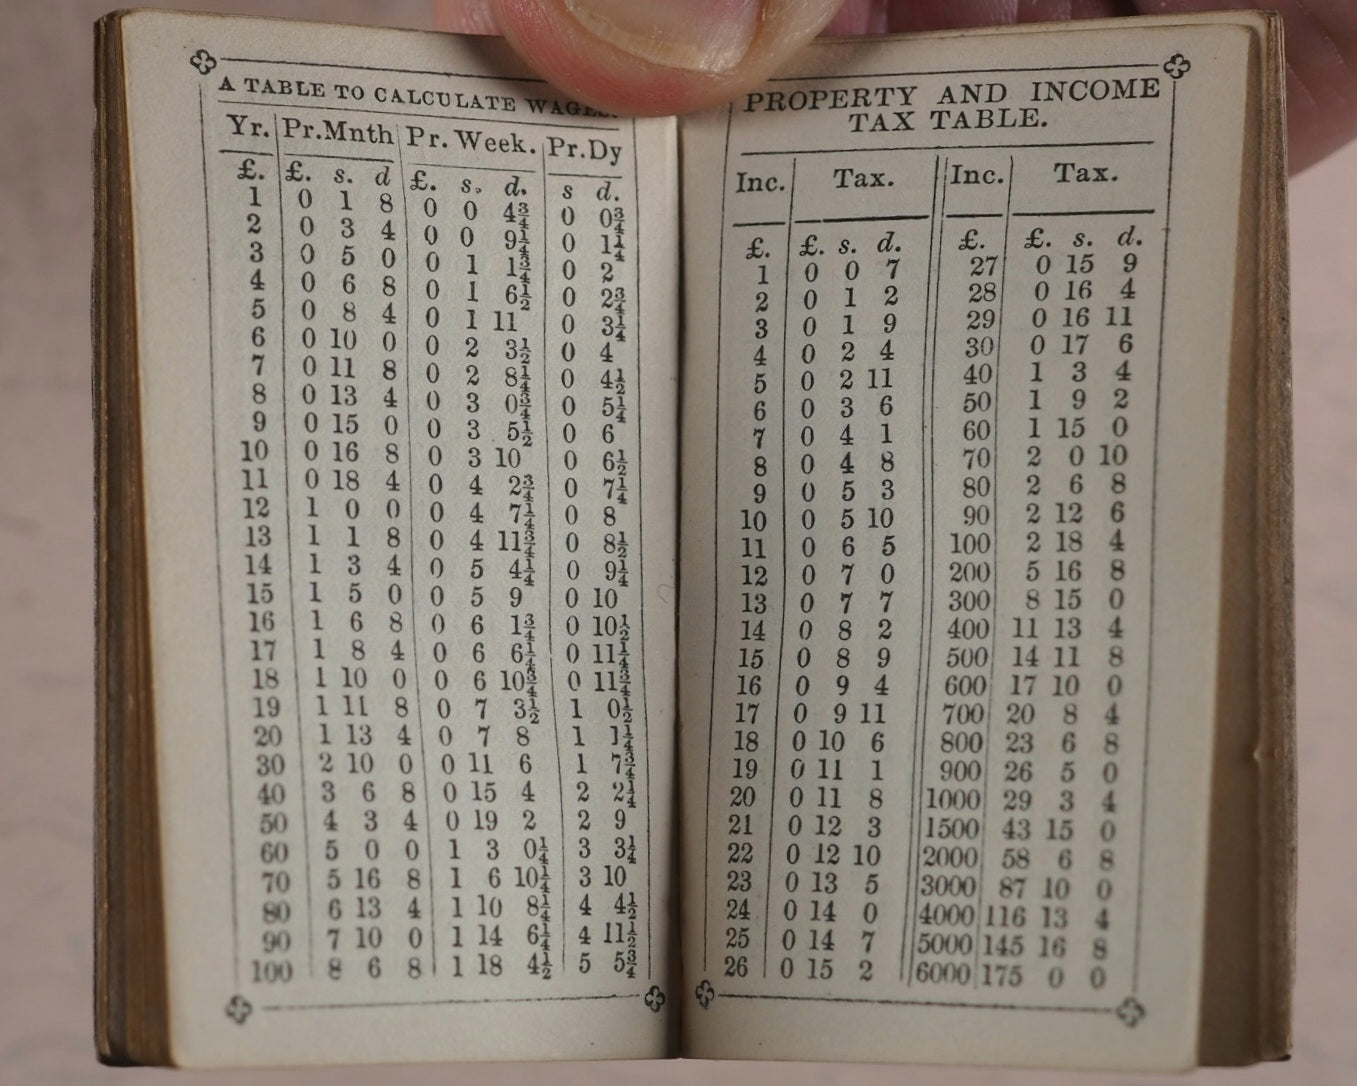 A TABLE TO CALCULATE WAGES.
Yr. Pr.Mnth Pr. Week. Pr.Dy
£. £. s. d £. s. d. s d.
1 0 1 8 0 0 4¾ 0 0¾
2 0 3 4 0 0 9¼ 0 1¼
3 0 5 0 0 1 1¾ 0 2
4 0 6 8 0 1 6½ 0 2¾
5 0 8 4 0 1 11 0 3¼
6 0 10 0 0 2 3½ 0 4
7 0 11 8 0 2 8¼ 0 4½
8 0 13 4 0 3 0¾ 0 5¼
9 0 15 0 0 3 5½ 0 6
10 0 16 8 0 3 10 0 6½
11 0 18 4 0 4 2¾ 0 7¼
12 1 0 0 0 4 7¼ 0 8
13 1 1 8 0 4 11¾ 0 8½
14 1 3 4 0 5 4¼ 0 9¼
15 1 5 0 0 5 9 0 10
16 1 6 8 0 6 1¾ 0 10½
17 1 8 4 0 6 6¼ 0 11¼
18 1 10 0 0 6 10¾ 0 11¾
19 1 11 8 0 7 3½ 1 0½
20 1 13 4 0 7 8 1 1¼
30 2 10 0 0 11 6 1 7¾
40 3 6 8 0 15 4 2 2¼
50 4 3 4 0 19 2 2 9
60 5 0 0 1 3 0¼ 3 3¼
70 5 16 8 1 6 10¼ 3 10
80 6 13 4 1 10 8¼ 4 4½
90 7 10 0 1 14 6¼ 4 11½
100 8 6 8 1 18 4½ 5 5¾
PROPERTY AND INCOME
TAX TABLE.
Inc. Tax. Inc. Tax.
£. £. s. d. £. £. s. d.
1 0 0 7 27 0 15 9
2 0 1 2 28 0 16 4
3 0 1 9 29 0 16 11
4 0 2 4 30 0 17 6
5 0 2 11 40 1 3 4
6 0 3 6 50 1 9 2
7 0 4 1 60 1 15 0
8 0 4 8 70 2 0 10
9 0 5 3 80 2 6 8
10 0 5 10 90 2 12 6
11 0 6 5 100 2 18 4
12 0 7 0 200 5 16 8
13 0 7 7 300 8 15 0
14 0 8 2 400 11 13 4
15 0 8 9 500 14 11 8
16 0 9 4 600 17 10 0
17 0 9 11 700 20 8 4
18 0 10 6 800 23 6 8
19 0 11 1 900 26 5 0
20 0 11 8 1000 29 3 4
21 0 12 3 1500 43 15 0
22 0 12 10 2000 58 6 8
23 0 13 5 3000 87 10 0
24 0 14 0 4000 116 13 4
25 0 14 7 5000 145 16 8
26 0 15 2 6000 175 0 0